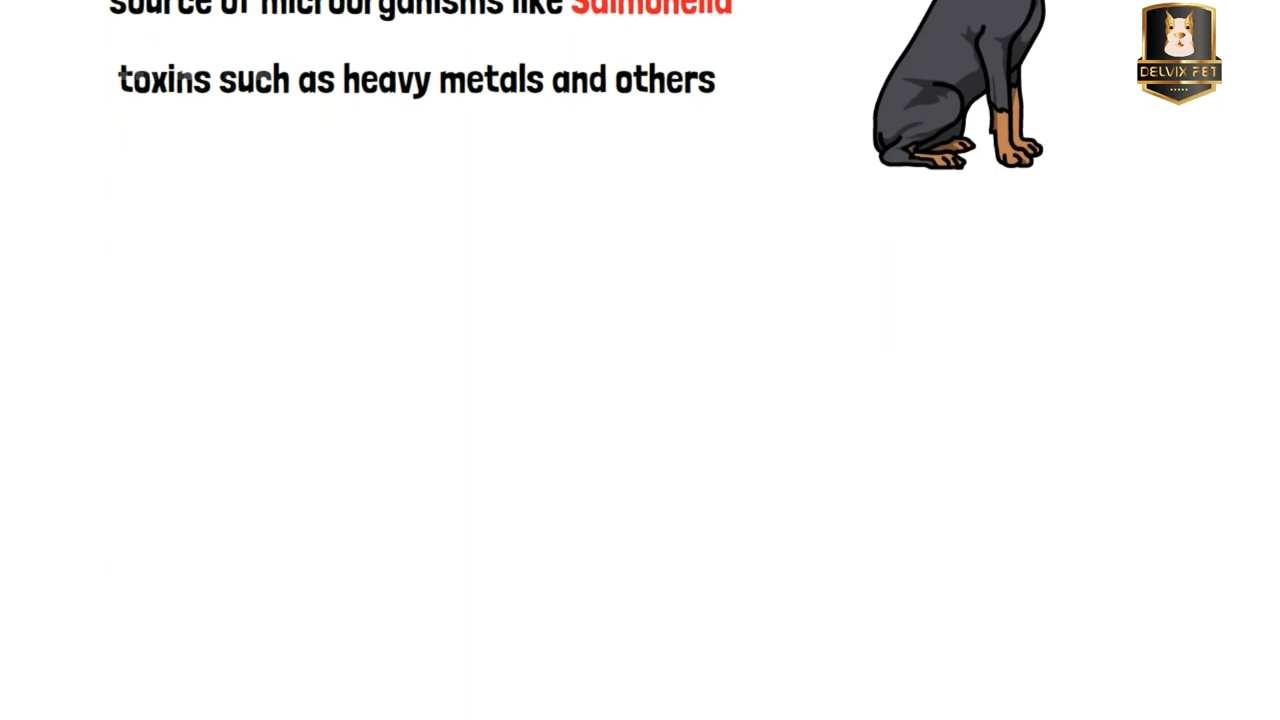 source of microorganisms like Salmonella
toxins such as heavy metals and others
DELVIX PET